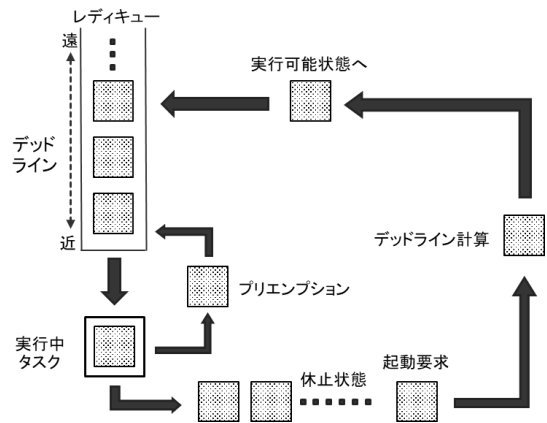 レディキュー
遠
実行可能状態へ
デッド
ライン
近
デッドライン計算
プリエンプション
実行中
タスク
休止状態
起動要求